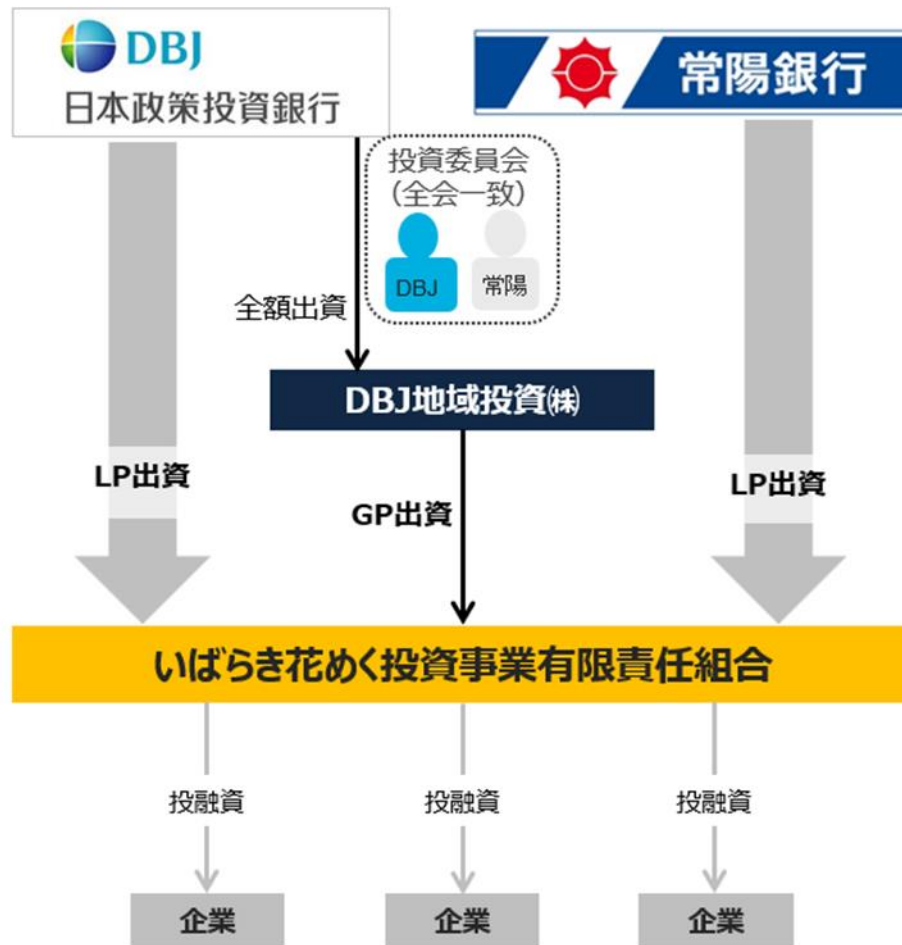 DBJ
日本政策投資銀行
常陽銀行
投資委員会
(全会一致)
DBJ
常陽
全額出資
DBJ地域投資㈱
LP出資
GP出資
LP出資
いばらき花めく投資事業有限責任組合
投融資
投融資
投融資
企業
企業
企業